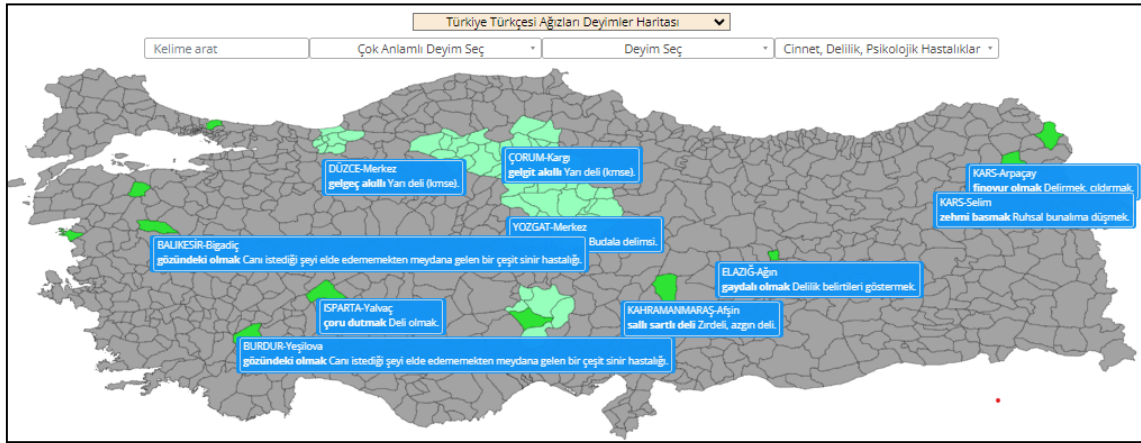 Türkiye Türkçesi Ağızları Deyimler Haritası
Kelime arat
Çok Anlamlı Deyim Seç
Deyim Seç
Cinnet, Delilik, Psikolojik Hastalıklar
DÜZCE-Merkez
gelgeç akıllı Yarı deli (kmse).
ÇORUM-Kargı
gelgit akıllı Yarı deli (kmse).
KARS-Arpaçay
finovur olmak Delirmek, çıldırmak.
KARS-Selim
zehmi basmak Ruhsal bunalıma düşmek.
YOZGAT-Merkez
Budala delimsi.
BALIKESİR-Bigadiç
gözündeki olmak Canı istediği şeyi elde edememekten meydana gelen bir çeşit sinir hastalığı.
ELAZIĞ-Ağın
gaydalı olmak Delilik belirtileri göstermek.
ISPARTA-Yalvaç
çoru dutmak Deli olmak.
KAHRAMANMARAŞ-Afşin
sallı sartlı deli Zırdeli, azgın deli.
BURDUR-Yeşilova
gözündeki olmak Canı istediği şeyi elde edememekten meydana gelen bir çeşit sinir hastalığı.